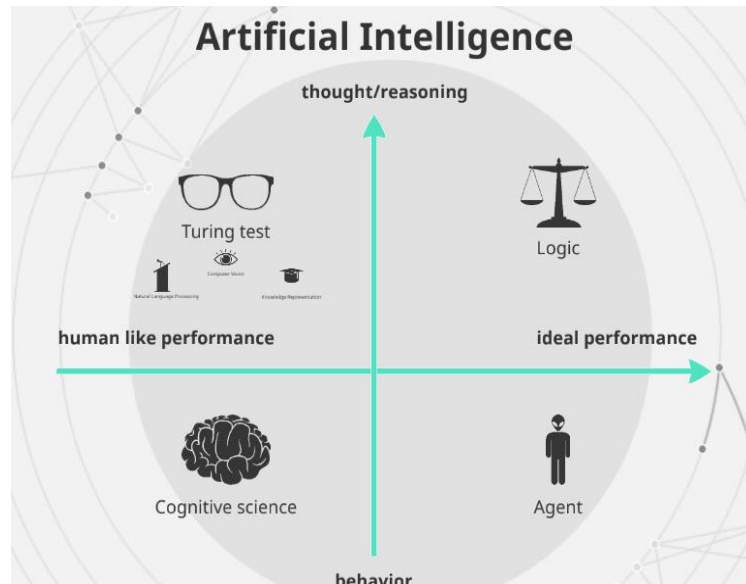 Artificial Intelligence
thought/reasoning
Turing test
Logic
Computer Vision
Natural Language Processing
Knowledge Representation
human like performance
ideal performance
Cognitive science
Agent
behavior